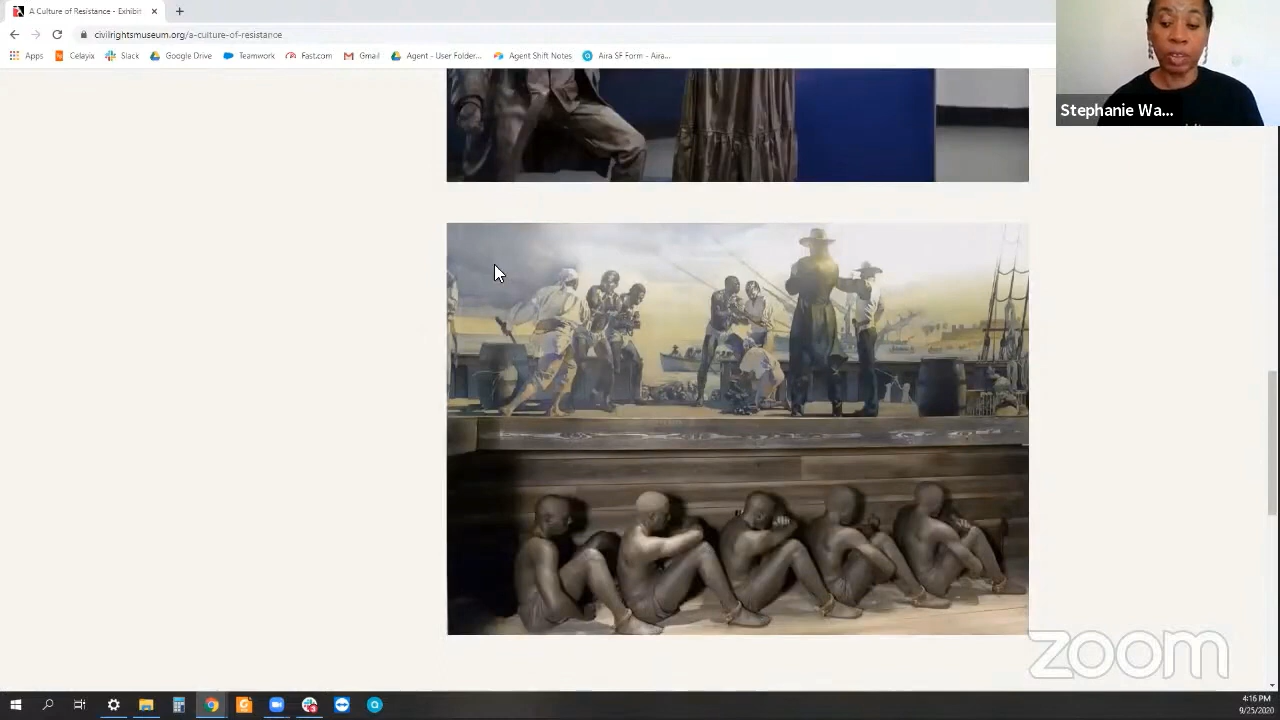 A Culture of Resistance - Exhibit
civilrightsmuseum.org/a-culture-of-resistance
Apps
Celayix
Slack
Google Drive
Teamwork
Fast.com
Gmail
Agent - User Folder...
Agent Shift Notes
Aira SF Form - Aira...
Stephanie Wa...
zoom
4:16 PM
9/25/2020